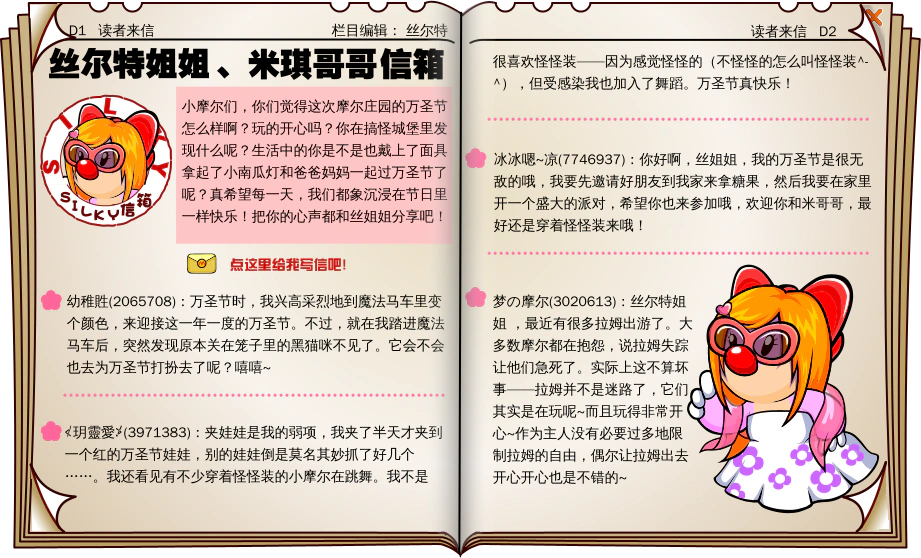 D1 读者来信
栏目编辑： 丝尔特
丝尔特姐姐、米琪哥哥信箱
SILKY
SILKY信箱
小摩尔们，你们觉得这次摩尔庄园的万圣节
怎么样啊？玩的开心吗？你在搞怪城堡里发
现什么呢？生活中的你是不是也戴上了面具
拿起了小南瓜灯和爸爸妈妈一起过万圣节了
呢？真希望每一天，我们都象沉浸在节日里
一样快乐！把你的心声都和丝姐姐分享吧！
点这里给我写信吧!
幼稚胜(2065708)：万圣节时，我兴高采烈地到魔法马车里变
个颜色，来迎接这一年一度的万圣节。不过，就在我踏进魔法
马车后，突然发现原本关在笼子里的黑猫咪不见了。它会不会
也去为万圣节打扮去了呢？嘻嘻~
ㄨ玥靈愛ㄨ(3971383)：夹娃娃是我的弱项，我夹了半天才夹到
一个红的万圣节娃娃，别的娃娃倒是莫名其妙抓了好几个
……。我还看见有不少穿着怪怪装的小摩尔在跳舞。我不是
读者来信 D2
很喜欢怪怪装——因为感觉怪怪的（不怪怪的怎么叫怪怪装^-
^），但受感染我也加入了舞蹈。万圣节真快乐！
冰冰嗯~凉(7746937)：你好啊，丝姐姐，我的万圣节是很无
敌的哦，我要先邀请好朋友到我家来拿糖果，然后我要在家里
开一个盛大的派对，希望你也来参加哦，欢迎你和米哥哥，最
好还是穿着怪怪装来哦！
梦の摩尔(3020613)：丝尔特姐
姐 ，最近有很多拉姆出游了。大
多数摩尔都在抱怨，说拉姆失踪
让他们急死了。实际上这不算坏
事——拉姆并不是迷路了，它们
其实是在玩呢~而且玩得非常开
心~作为主人没有必要过多地限
制拉姆的自由，偶尔让拉姆出去
开心开心也是不错的~